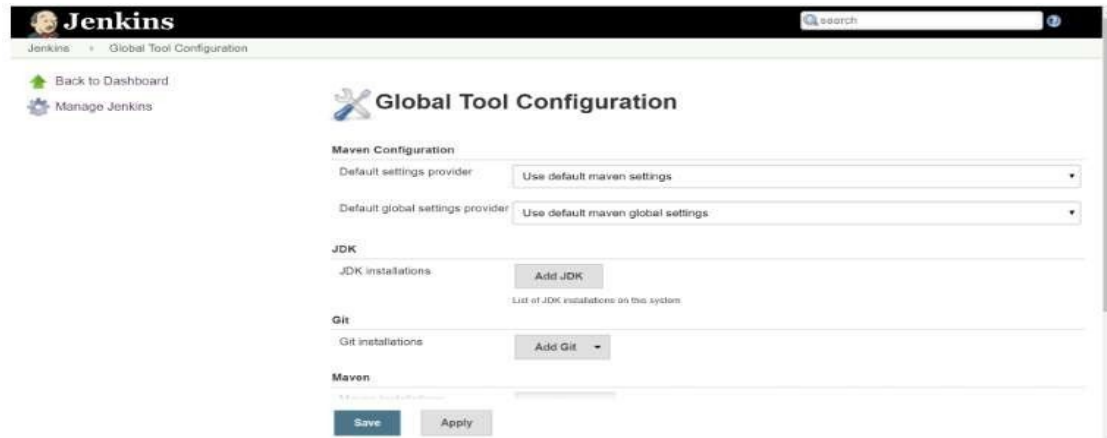 Jenkins
search
Jenkins
Global Tool Configuration
Back to Dashboard
Manage Jenkins
Global Tool Configuration
Maven Configuration
Default settings provider
Use default maven settings
Default global settings provider
Use default maven global settings
JDK
JDK installations
Add JDK
List of JDK installations on this system
Git
Git installations
Add Git
Maven
Save
Apply